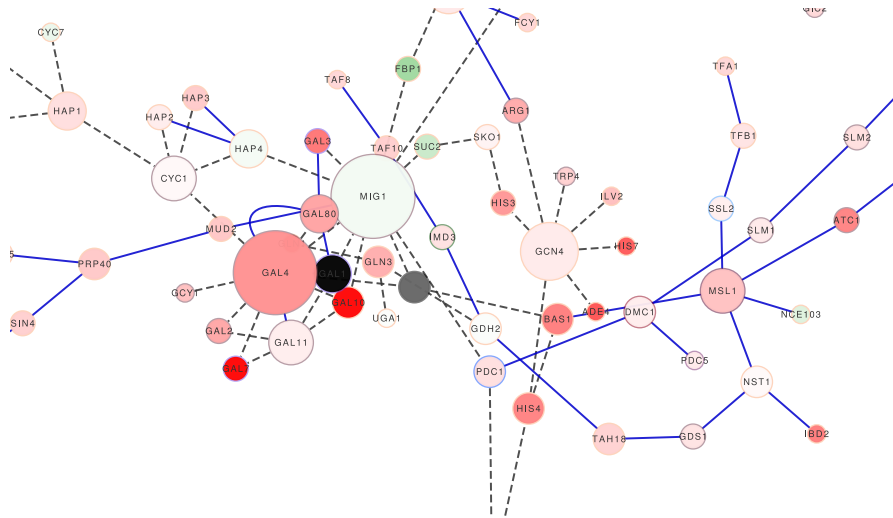 GIC2
FCY1
CYC7
TFA1
FBP1
TAF8
HAP3
HAP1
ARG1
HAP2
TFB1
SLM2
GAL3
SKO1
HAP4
TAF10
SUC2
TRP4
CYC1
MIG1
ILV2
HIS3
SSL2
GAL80
ATC1
MUD2
SLM1
IMD3
HIS7
GCN4
5
PRP40
GLN3
GAL4
GAL1
MSL1
GCY1
GAL10
ADE4
DMC1
NCE103
UGA1
BAS1
SIN4
GAL2
GDH2
GAL11
PDC5
GAL7
PDC1
NST1
HIS4
IBD2
TAH18
GDS1